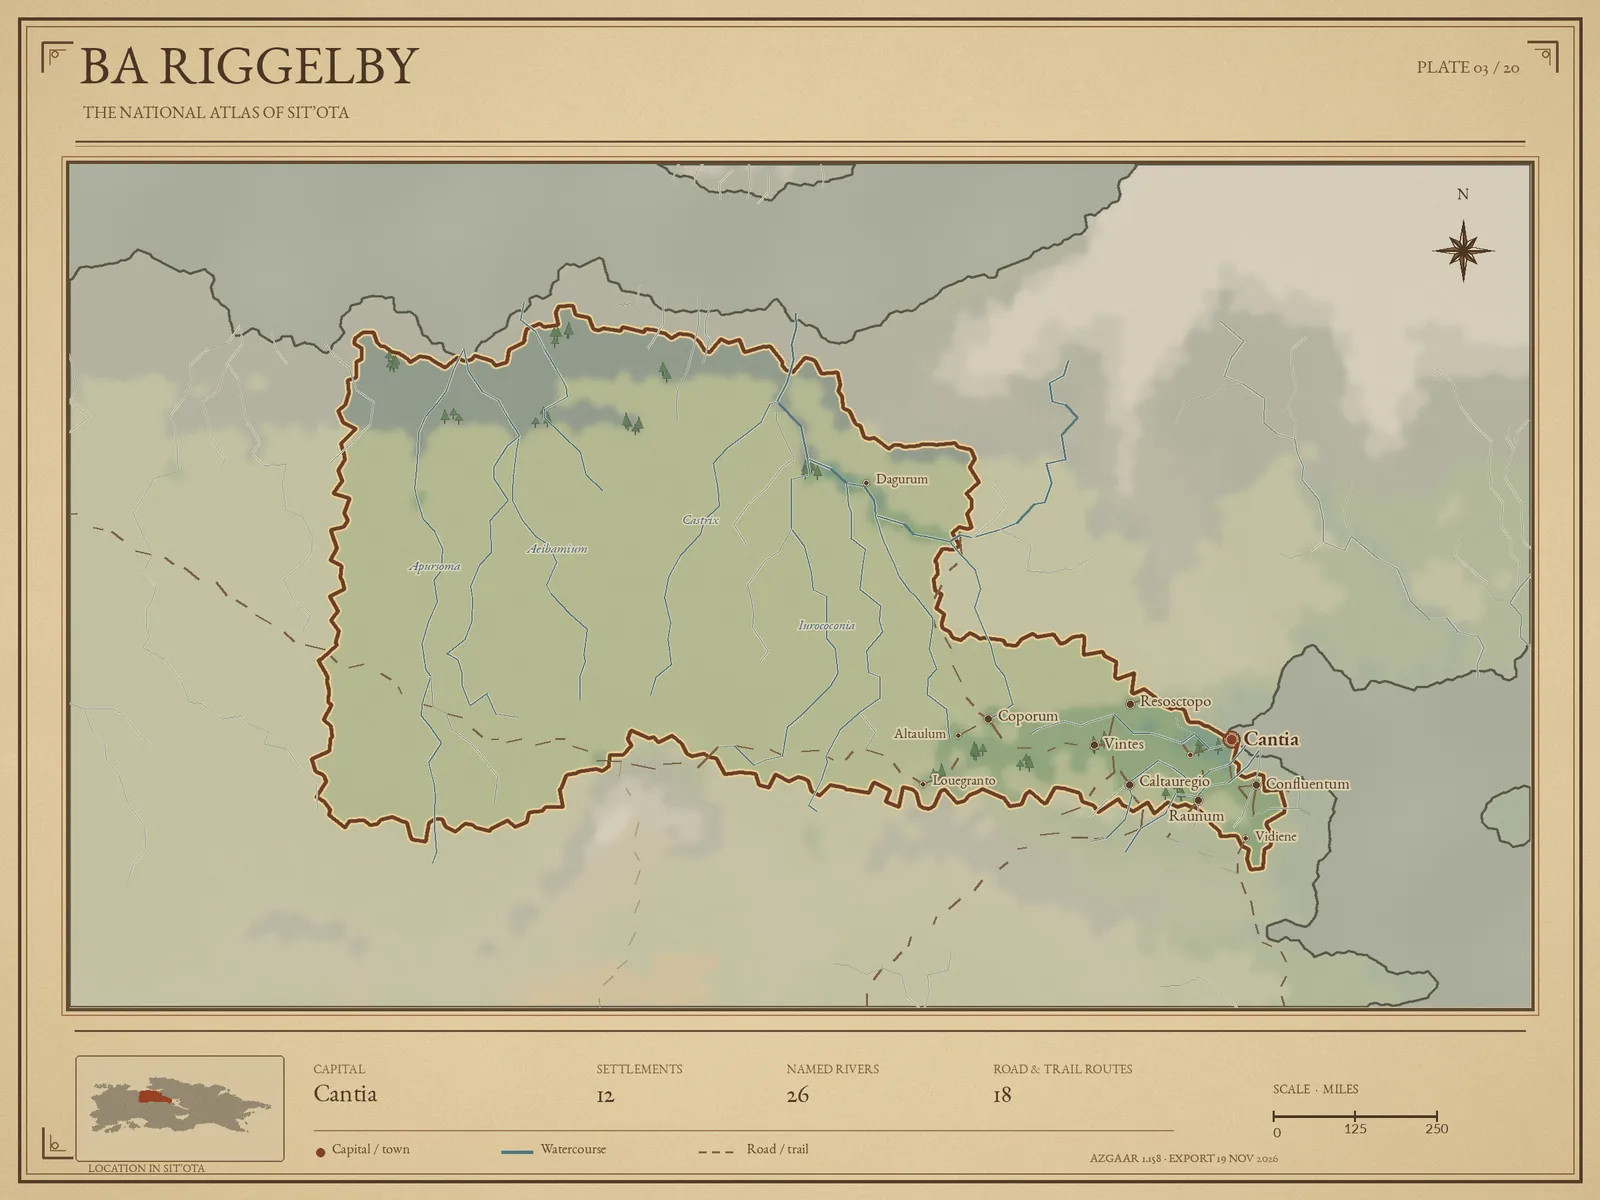 BA RIGGELBY
THE NATIONAL ATLAS OF SIT'OTA
PLATE 03 / 20
N
Dagurum
Castrix
Aeibamium
Apursoma
Iurococonia
Resosctopo
Coporum
Altaulum
Vintes
Cantia
Louegranto
Caltauregio
Confluentum
Raunum
Vidiene
CAPITAL
Cantia
SETTLEMENTS
12
NAMED RIVERS
26
ROAD & TRAIL ROUTES
18
SCALE · MILES
0 125 250
Capital / town
Watercourse
Road / trail
LOCATION IN SIT'OTA
AZGAAR 1.158 · EXPORT 19 NOV 2026